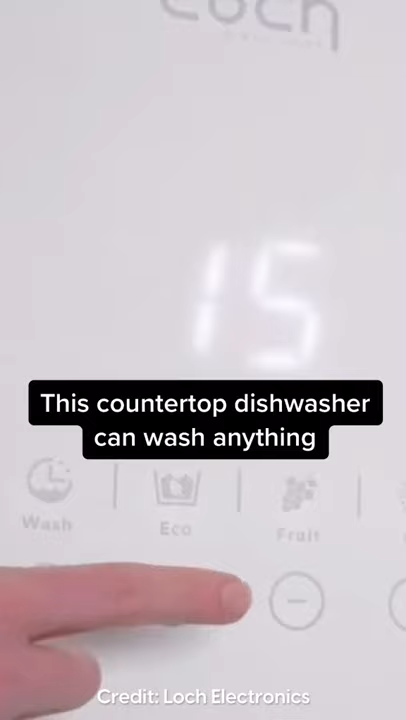 Loch
15
This countertop dishwasher
can wash anything
Wash
Eco
Fruit
Credit: Loch Electronics